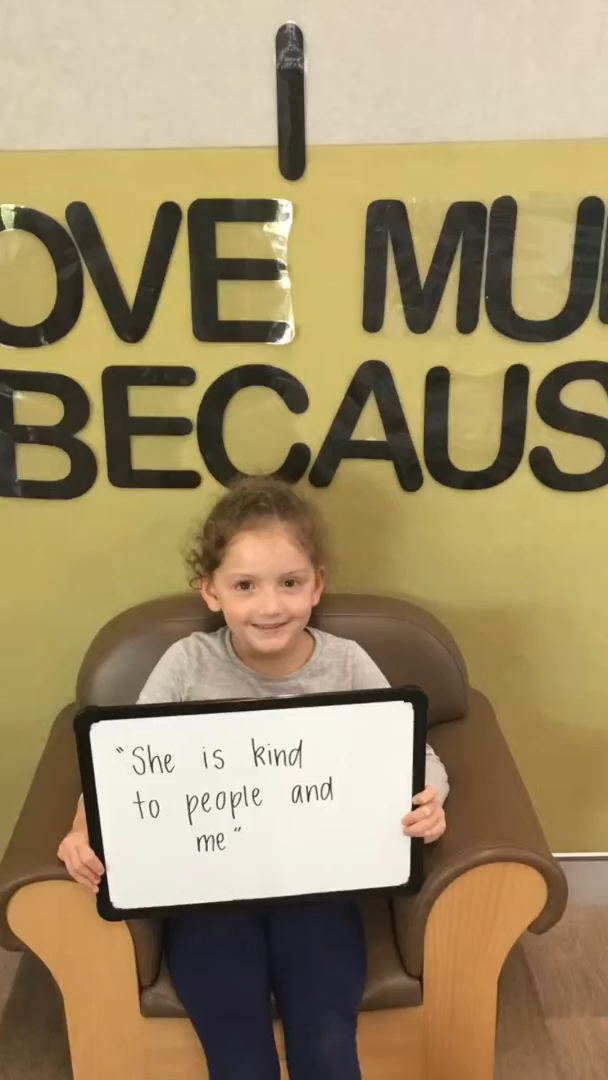 I
OVE MU
BECAUS
"She is kind
to people and
me"